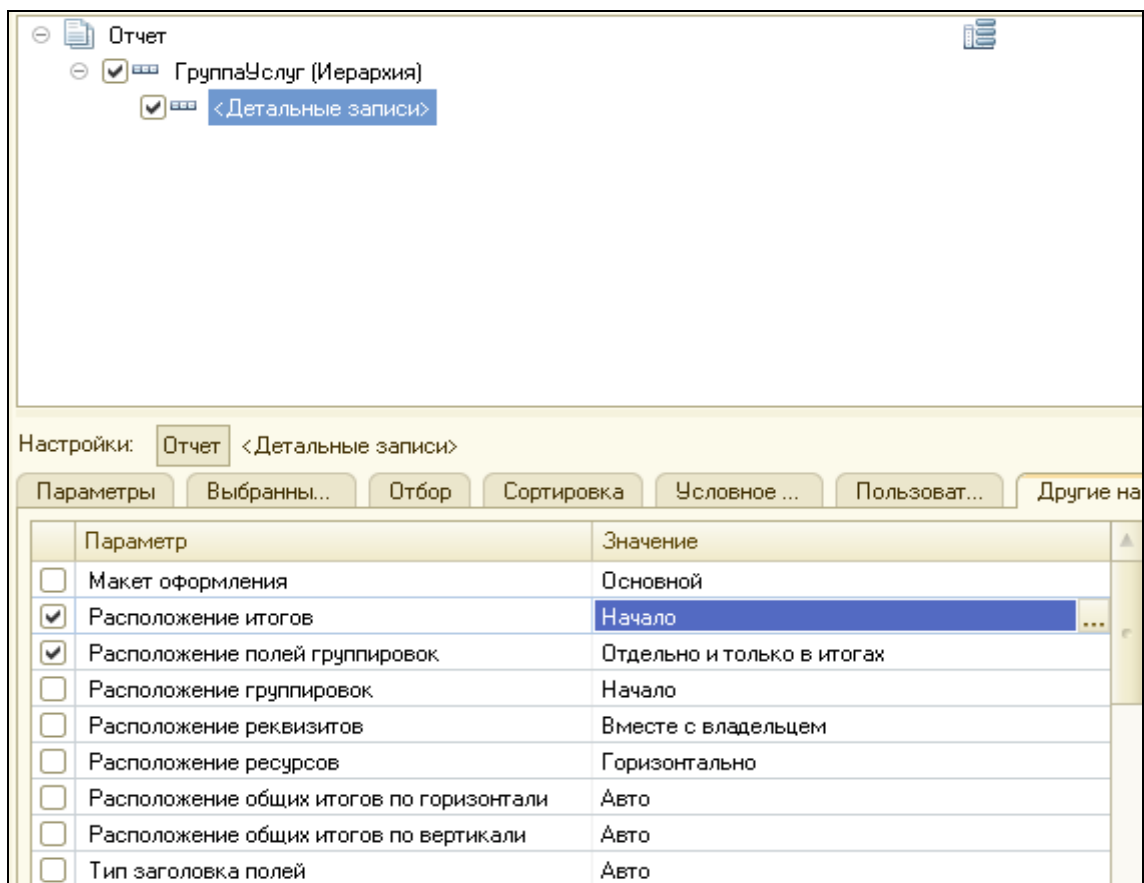 Отчет
ГруппаУслуг (Иерархия)
<Детальные записи>
Настройки: Отчет <Детальные записи>
Параметры Выбранны... Отбор Сортировка Условное ... Пользоват... Другие на
Параметр Значение
Макет оформления Основной
Расположение итогов Начало ...
Расположение полей группировок Отдельно и только в итогах
Расположение группировок Начало
Расположение реквизитов Вместе с владельцем
Расположение ресурсов Горизонтально
Расположение общих итогов по горизонтали Авто
Расположение общих итогов по вертикали Авто
Тип заголовка полей Авто